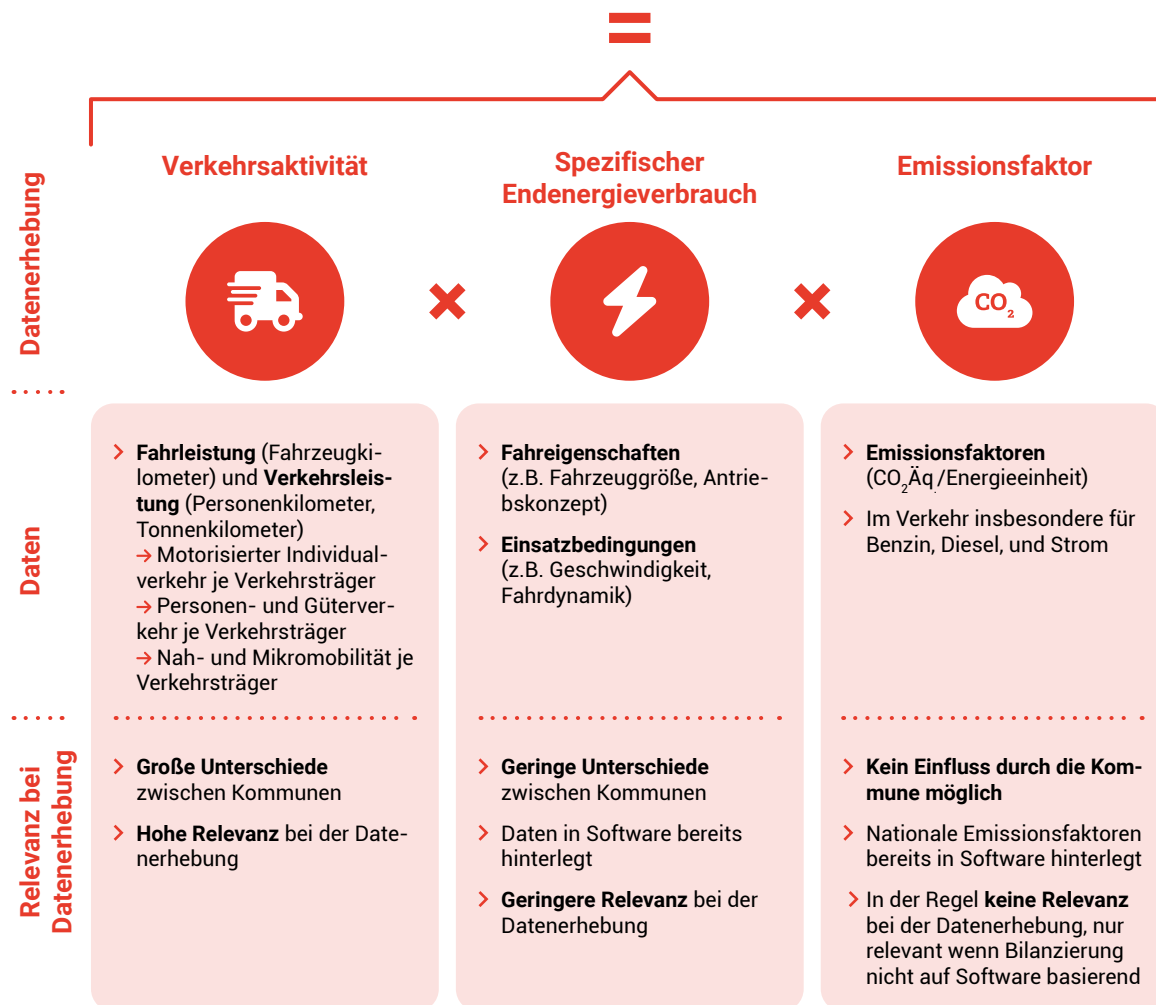 =
Datenerhebung
Verkehrsaktivität
Spezifischer
Endenergieverbrauch
Emissionsfaktor
×
×
CO₂
Daten
> Fahrleistung (Fahrzeugki-
lometer) und Verkehrsleis-
tung (Personenkilometer,
Tonnenkilometer)
→ Motorisierter Individual-
verkehr je Verkehrsträger
→ Personen- und Güterver-
kehr je Verkehrsträger
→ Nah- und Mikromobilität je
Verkehrsträger
> Fahreigenschaften
(z.B. Fahrzeuggröße, Antrie-
bskonzept)
> Einsatzbedingungen
(z.B. Geschwindigkeit,
Fahrdynamik)
> Emissionsfaktoren
(CO₂Äq./Energieeinheit)
> Im Verkehr insbesondere für
Benzin, Diesel, und Strom
Relevanz bei
Datenerhebung
> Große Unterschiede
zwischen Kommunen
> Hohe Relevanz bei der Date-
nerhebung
> Geringe Unterschiede
zwischen Kommunen
> Daten in Software bereits
hinterlegt
> Geringere Relevanz bei der
Datenerhebung
> Kein Einfluss durch die Kom-
mune möglich
> Nationale Emissionsfaktoren
bereits in Software hinterlegt
> In der Regel keine Relevanz
bei der Datenerhebung, nur
relevant wenn Bilanzierung
nicht auf Software basierend